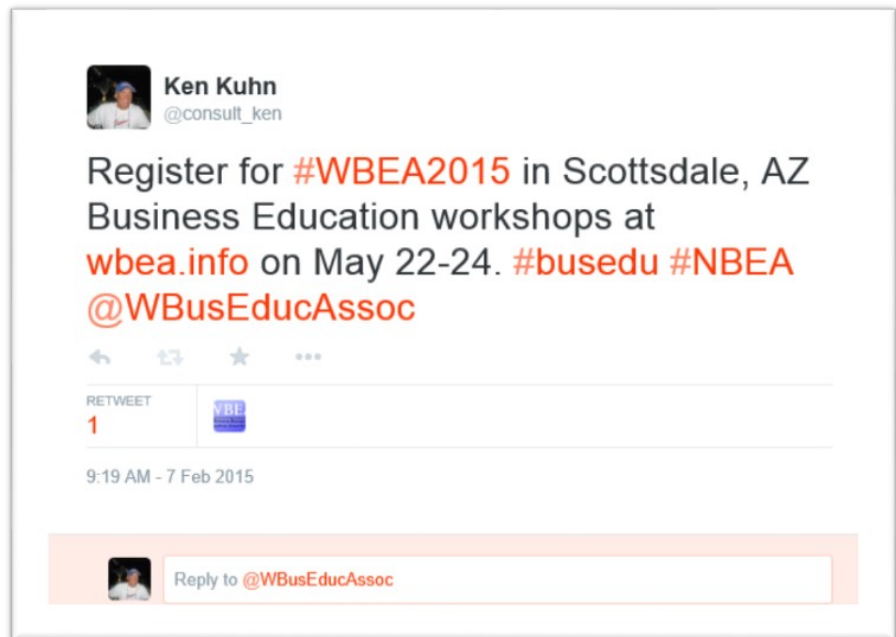 Ken Kuhn
@consult_ken
Register for #WBEA2015 in Scottsdale, AZ
Business Education workshops at
wbea.info on May 22-24. #busedu #NBEA
@WBusEducAssoc
RETWEET
1
9:19 AM - 7 Feb 2015
Reply to @WBusEducAssoc